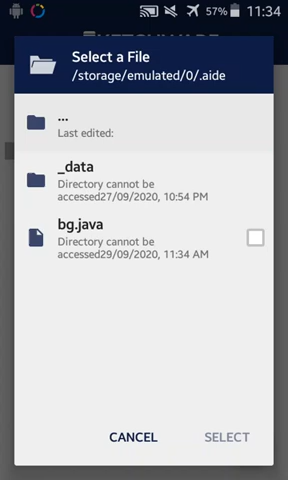 57% 11:34
Select a File
/storage/emulated/0/.aide
...
Last edited:
_data
Directory cannot be
accessed27/09/2020, 10:54 PM
bg.java
Directory cannot be
accessed29/09/2020, 11:34 AM
CANCEL
SELECT